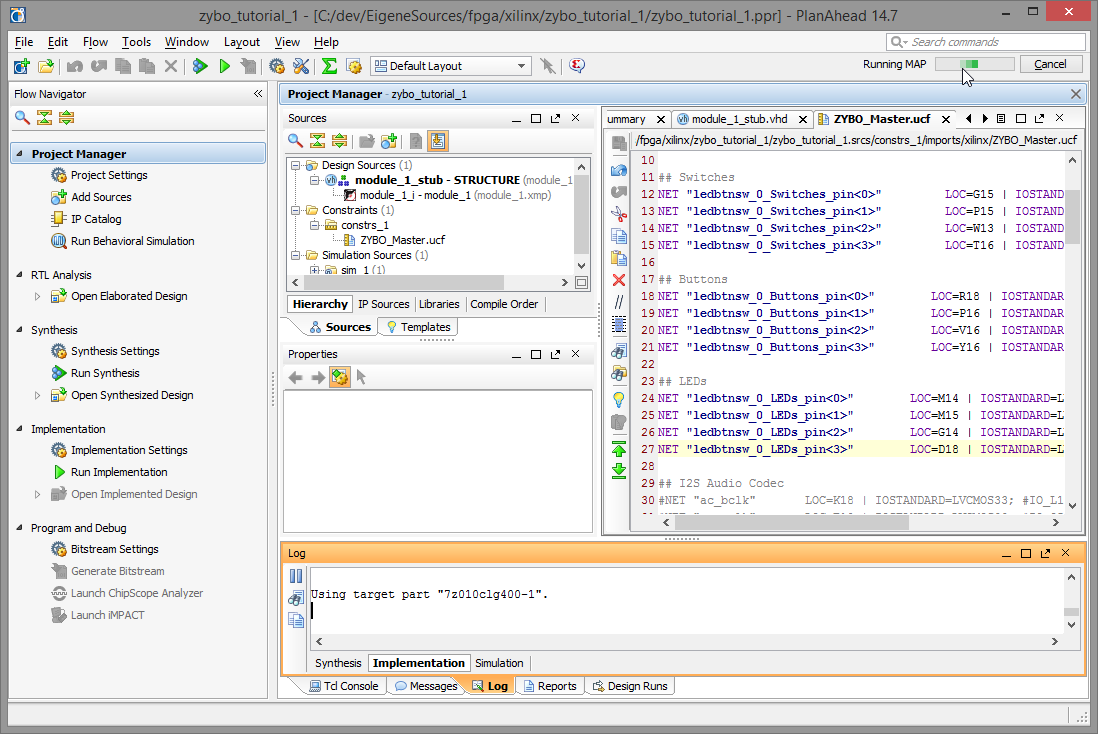 zybo_tutorial_1 - [C:/dev/EigeneSources/fpga/xilinx/zybo_tutorial_1/zybo_tutorial_1.ppr] - PlanAhead 14.7
File Edit Flow Tools Window Layout View Help
Search commands
Default Layout
Running MAP
Cancel
Flow Navigator
Project Manager
Project Settings
Add Sources
IP Catalog
Run Behavioral Simulation
RTL Analysis
Open Elaborated Design
Synthesis
Synthesis Settings
Run Synthesis
Open Synthesized Design
Implementation
Implementation Settings
Run Implementation
Open Implemented Design
Program and Debug
Bitstream Settings
Generate Bitstream
Launch ChipScope Analyzer
Launch iMPACT
Project Manager - zybo_tutorial_1
Sources
Design Sources (1)
module_1_stub - STRUCTURE (module_1
module_1_i - module_1 (module_1.xmp)
Constraints (1)
constrs_1
ZYBO_Master.ucf
Simulation Sources (1)
sim_1 (1)
Hierarchy IP Sources Libraries Compile Order
Sources Templates
Properties
ummary module_1_stub.vhd ZYBO_Master.ucf
/fpga/xilinx/zybo_tutorial_1/zybo_tutorial_1.srcs/constrs_1/imports/xilinx/ZYBO_Master.ucf
10
11 ## Switches
12 NET "ledbtnsw_0_Switches_pin<0>" LOC=G15 | IOSTAND
13 NET "ledbtnsw_0_Switches_pin<1>" LOC=P15 | IOSTAND
14 NET "ledbtnsw_0_Switches_pin<2>" LOC=W13 | IOSTAND
15 NET "ledbtnsw_0_Switches_pin<3>" LOC=T16 | IOSTAND
16
17 ## Buttons
18 NET "ledbtnsw_0_Buttons_pin<0>" LOC=R18 | IOSTANDAR
19 NET "ledbtnsw_0_Buttons_pin<1>" LOC=P16 | IOSTANDAR
20 NET "ledbtnsw_0_Buttons_pin<2>" LOC=V16 | IOSTANDAR
21 NET "ledbtnsw_0_Buttons_pin<3>" LOC=Y16 | IOSTANDAR
22
23 ## LEDs
24 NET "ledbtnsw_0_LEDs_pin<0>" LOC=M14 | IOSTANDARD=L
25 NET "ledbtnsw_0_LEDs_pin<1>" LOC=M15 | IOSTANDARD=L
26 NET "ledbtnsw_0_LEDs_pin<2>" LOC=G14 | IOSTANDARD=L
27 NET "ledbtnsw_0_LEDs_pin<3>" LOC=D18 | IOSTANDARD=L
28
29 ## I2S Audio Codec
30 #NET "ac_bclk" LOC=K18 | IOSTANDARD=LVCMOS33; #IO_L1
Log
Using target part "7z010clg400-1".
Synthesis Implementation Simulation
Tcl Console Messages Log Reports Design Runs